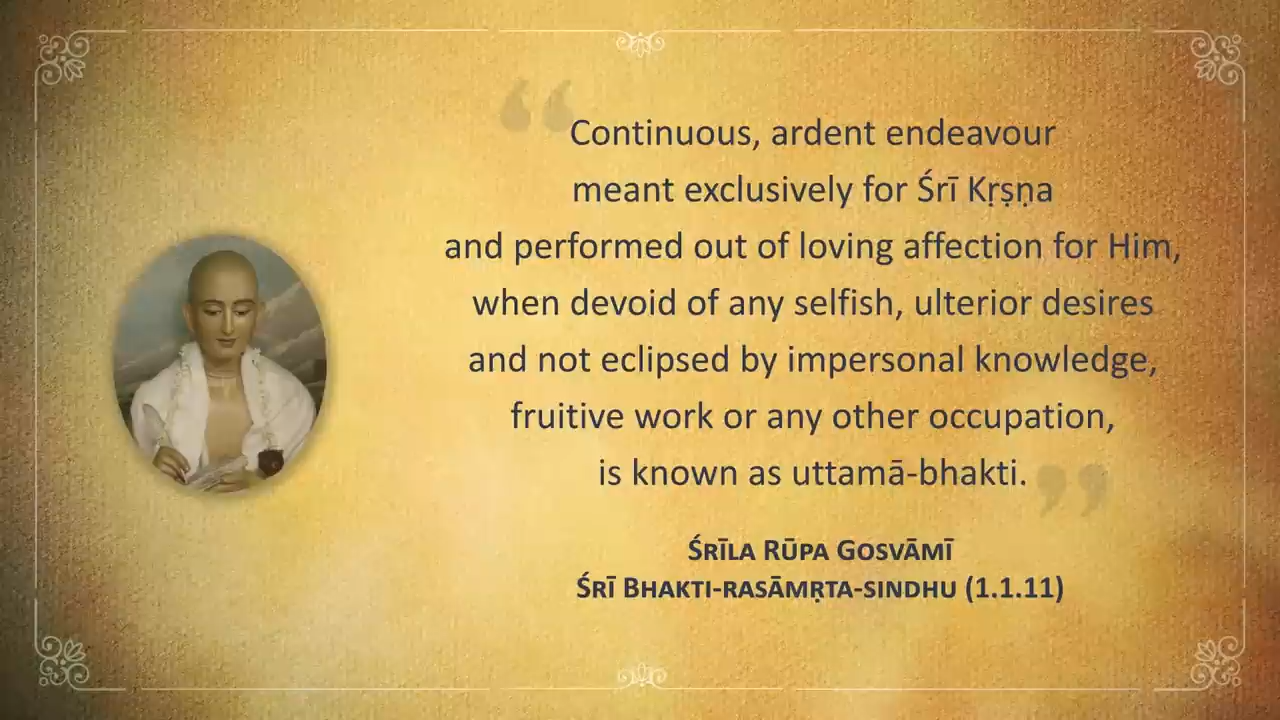 “Continuous, ardent endeavour
meant exclusively for Śrī Kṛṣṇa
and performed out of loving affection for Him,
when devoid of any selfish, ulterior desires
and not eclipsed by impersonal knowledge,
fruitive work or any other occupation,
is known as uttamā-bhakti.”
Śrīla Rūpa Gosvāmī
Śrī Bhakti-rasāmṛta-sindhu (1.1.11)